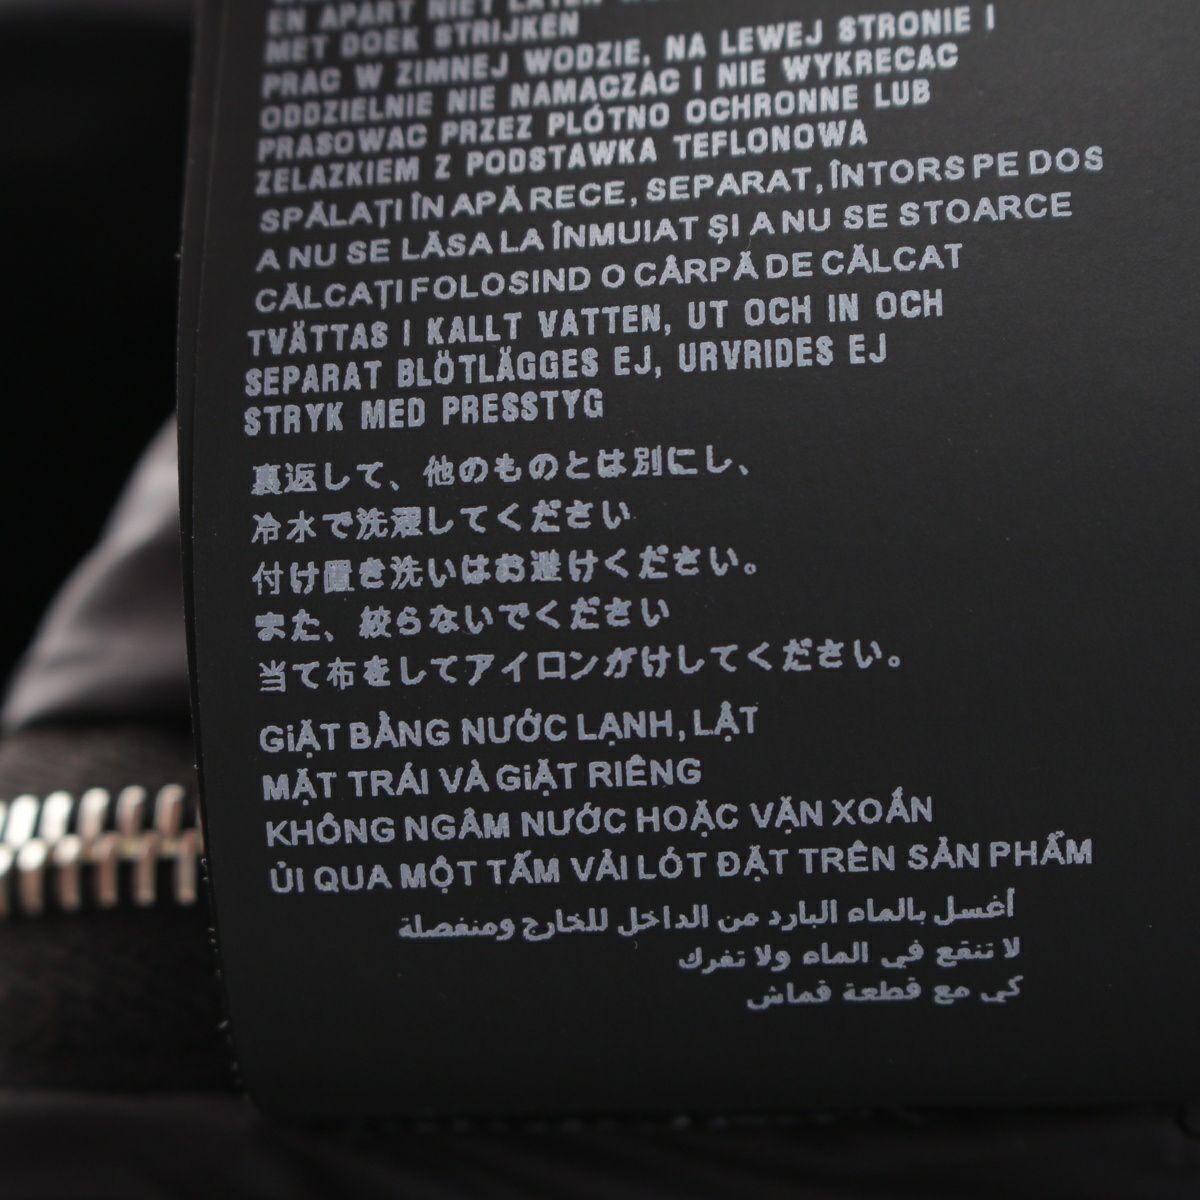 EN APART NIET LATEN
MET DOEK STRIJKEN
PRAC W ZIMNEJ WODZIE, NA LEWEJ STRONIE I
ODDZIELNIE NIE NAMACZAC I NIE WYKRECAC
PRASOWAC PRZEZ PLÓTNO OCHRONNE LUB
ZELAZKIEM Z PODSTAWKA TEFLONOWA
SPĂLAȚI ÎN APĂ RECE, SEPARAT, ÎNTORS PE DOS
A NU SE LĂSA LA ÎNMUIAT ȘI A NU SE STOARCE
CĂLCAȚI FOLOSIND O CÂRPĂ DE CĂLCAT
TVÄTTAS I KALLT VATTEN, UT OCH IN OCH
SEPARAT BLÖTLÄGGES EJ, URVRIDES EJ
STRYK MED PRESSTYG
裏返して、他のものとは別にし、
冷水で洗濯してください
付け置き洗いはお避けください。
また、絞らないでください
当て布をしてアイロンがけしてください。
GiẶT BẰNG NƯỚC LẠNH, LẬT
MẶT TRÁI VÀ GiẶT RIÊNG
KHÔNG NGÂM NƯỚC HOẶC VẶN XOẮN
ỦI QUA MỘT TẤM VẢI LÓT ĐẶT TRÊN SẢN PHẨM
أغسل بالماء البارد من الداخل للخارج ومنفصلة
لا تنقع في الماء ولا تفرك
كي مع قطعة قماش